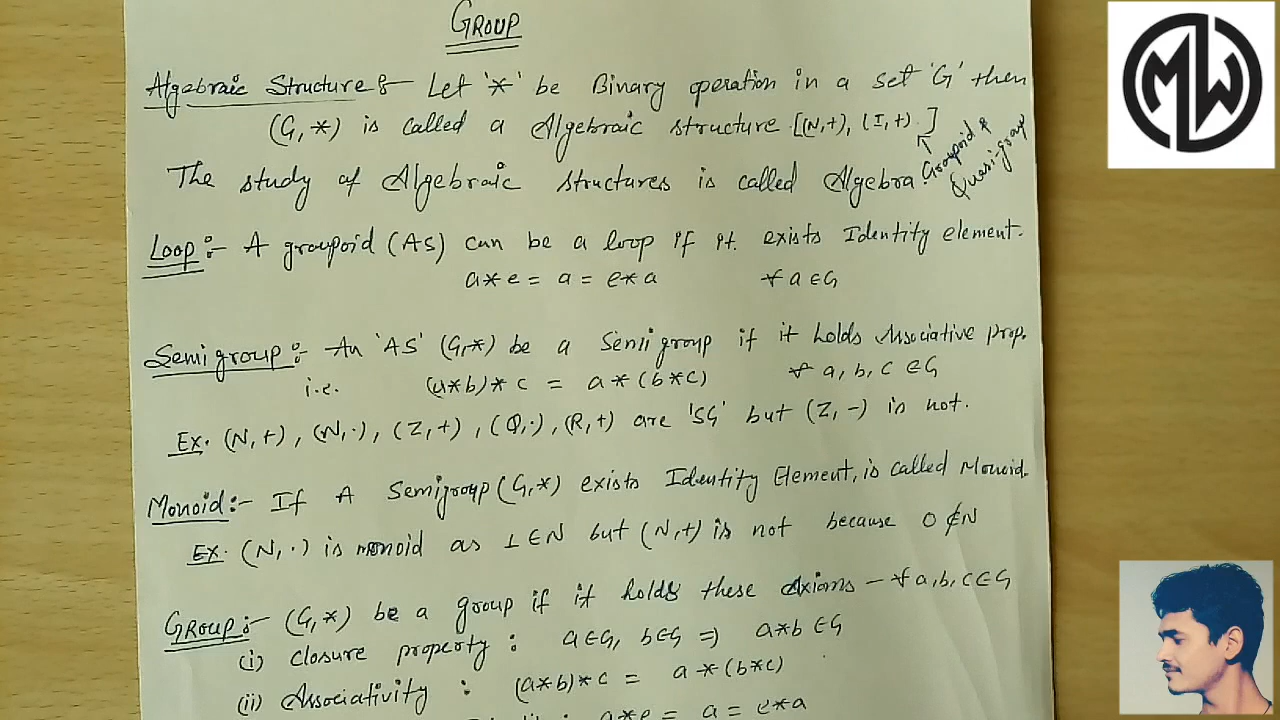 GROUP
Algebraic Structure :- Let '*' be Binary operation in a set 'G' then
(G, *) is called a Algebraic structure. [(N,+), (I,+) ]
↑ Groupoid & Quasi-group
The study of Algebraic structures is called Algebra.
Loop :- A groupoid (AS) can be a loop if it exists Identity element.
a * e = a = e * a ∀ a ∈ G
Semigroup :- An 'AS' (G,*) be a Semi group if it holds Associative prop.
i.e. (a*b)*c = a*(b*c) ∀ a, b, c ∈ G
Ex. (N,+), (N,·), (Z,+), (Q,·), (R,+) are 'SG' but (Z,-) is not.
Monoid :- If A Semigroup (G,*) exists Identity Element, is called Monoid.
Ex. (N,·) is monoid as 1 ∈ N but (N,+) is not because 0 ∉ N
GROUP :- (G,*) be a group if it holds these Axioms - ∀ a,b,c ∈ G
(i) Closure property : a ∈ G, b ∈ G ⇒ a*b ∈ G
(ii) Associativity : (a*b)*c = a*(b*c)
: a*e = a = e*a
MW